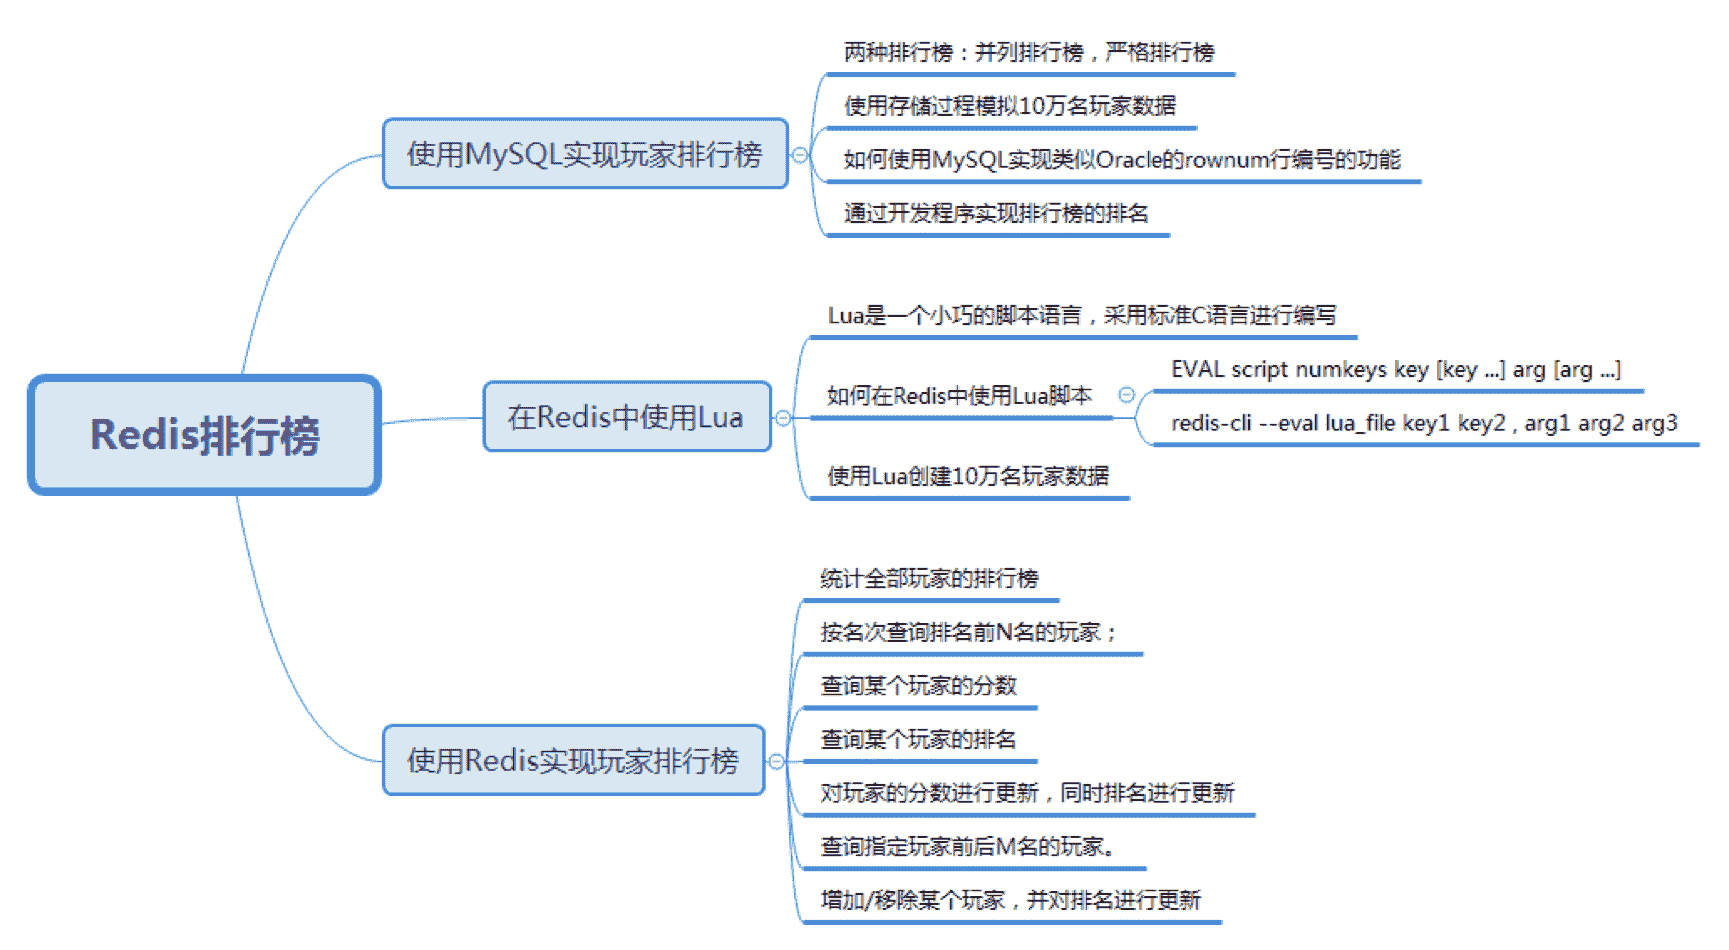 Redis排行榜
使用MySQL实现玩家排行榜
两种排行榜：并列排行榜，严格排行榜
使用存储过程模拟10万名玩家数据
如何使用MySQL实现类似Oracle的rownum行编号的功能
通过开发程序实现排行榜的排名
在Redis中使用Lua
Lua是一个小巧的脚本语言，采用标准C语言进行编写
如何在Redis中使用Lua脚本
EVAL script numkeys key [key ...] arg [arg ...]
redis-cli --eval lua_file key1 key2 , arg1 arg2 arg3
使用Lua创建10万名玩家数据
使用Redis实现玩家排行榜
统计全部玩家的排行榜
按名次查询排名前N名的玩家；
查询某个玩家的分数
查询某个玩家的排名
对玩家的分数进行更新，同时排名进行更新
查询指定玩家前后M名的玩家。
增加/移除某个玩家，并对排名进行更新